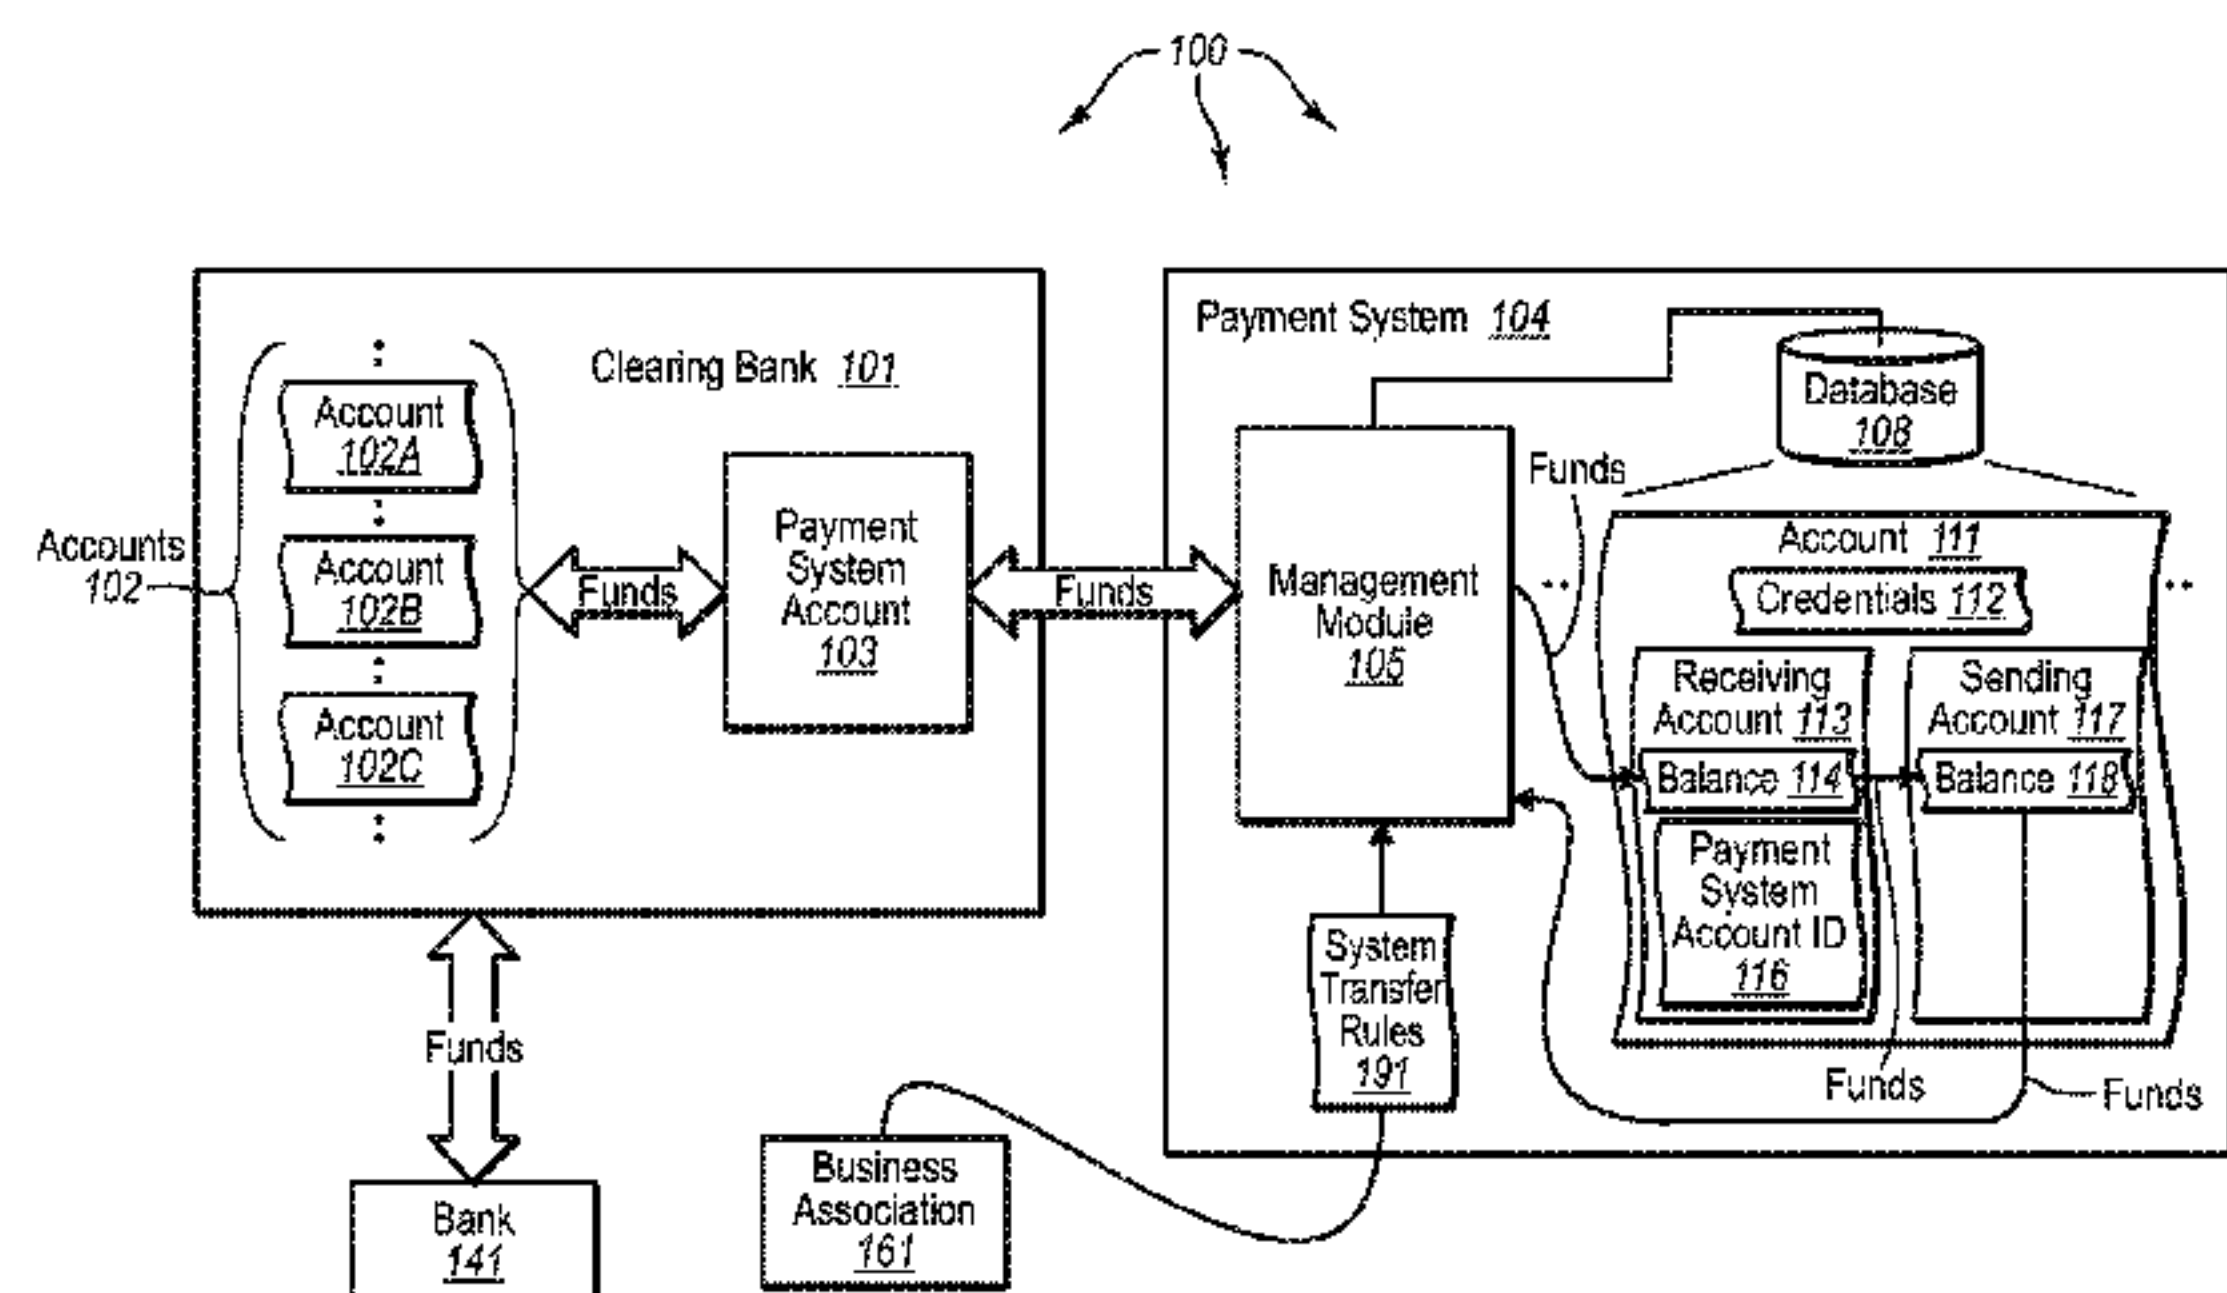 100
Clearing Bank 101
Account
102A
Account
102B
Account
102C
Accounts
102
Funds
Payment
System
Account
103
Funds
Payment System 104
Database
108
Management
Module
105
Funds
Account 111
Credentials 112
Receiving
Account 113
Balance 114
Payment
System
Account ID
116
Sending
Account 117
Balance 118
Funds
Funds
System
Transfer
Rules
191
Funds
Bank
141
Business
Association
161